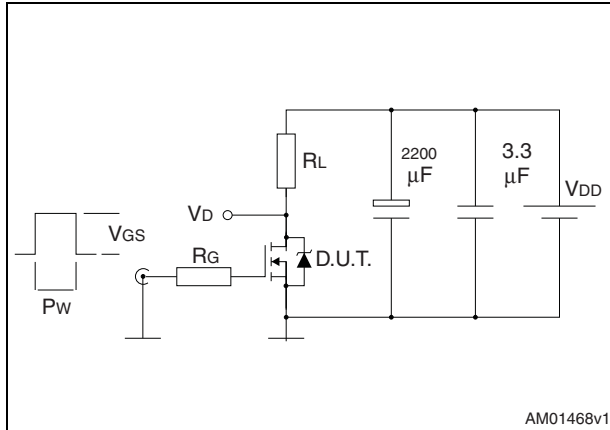 RL
2200
μF
3.3
μF
VDD
VD
VGS
RG
D.U.T.
PW
AM01468v1